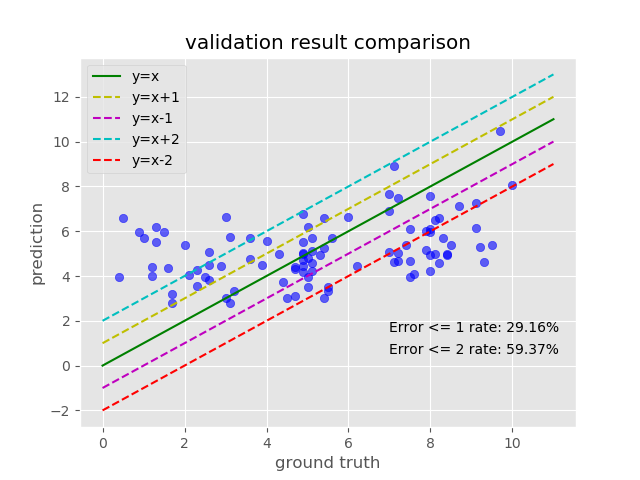 validation result comparison
y=x
y=x+1
y=x-1
y=x+2
y=x-2
12
10
8
6
4
2
0
−2
prediction
Error <= 1 rate: 29.16%
Error <= 2 rate: 59.37%
0 2 4 6 8 10
ground truth